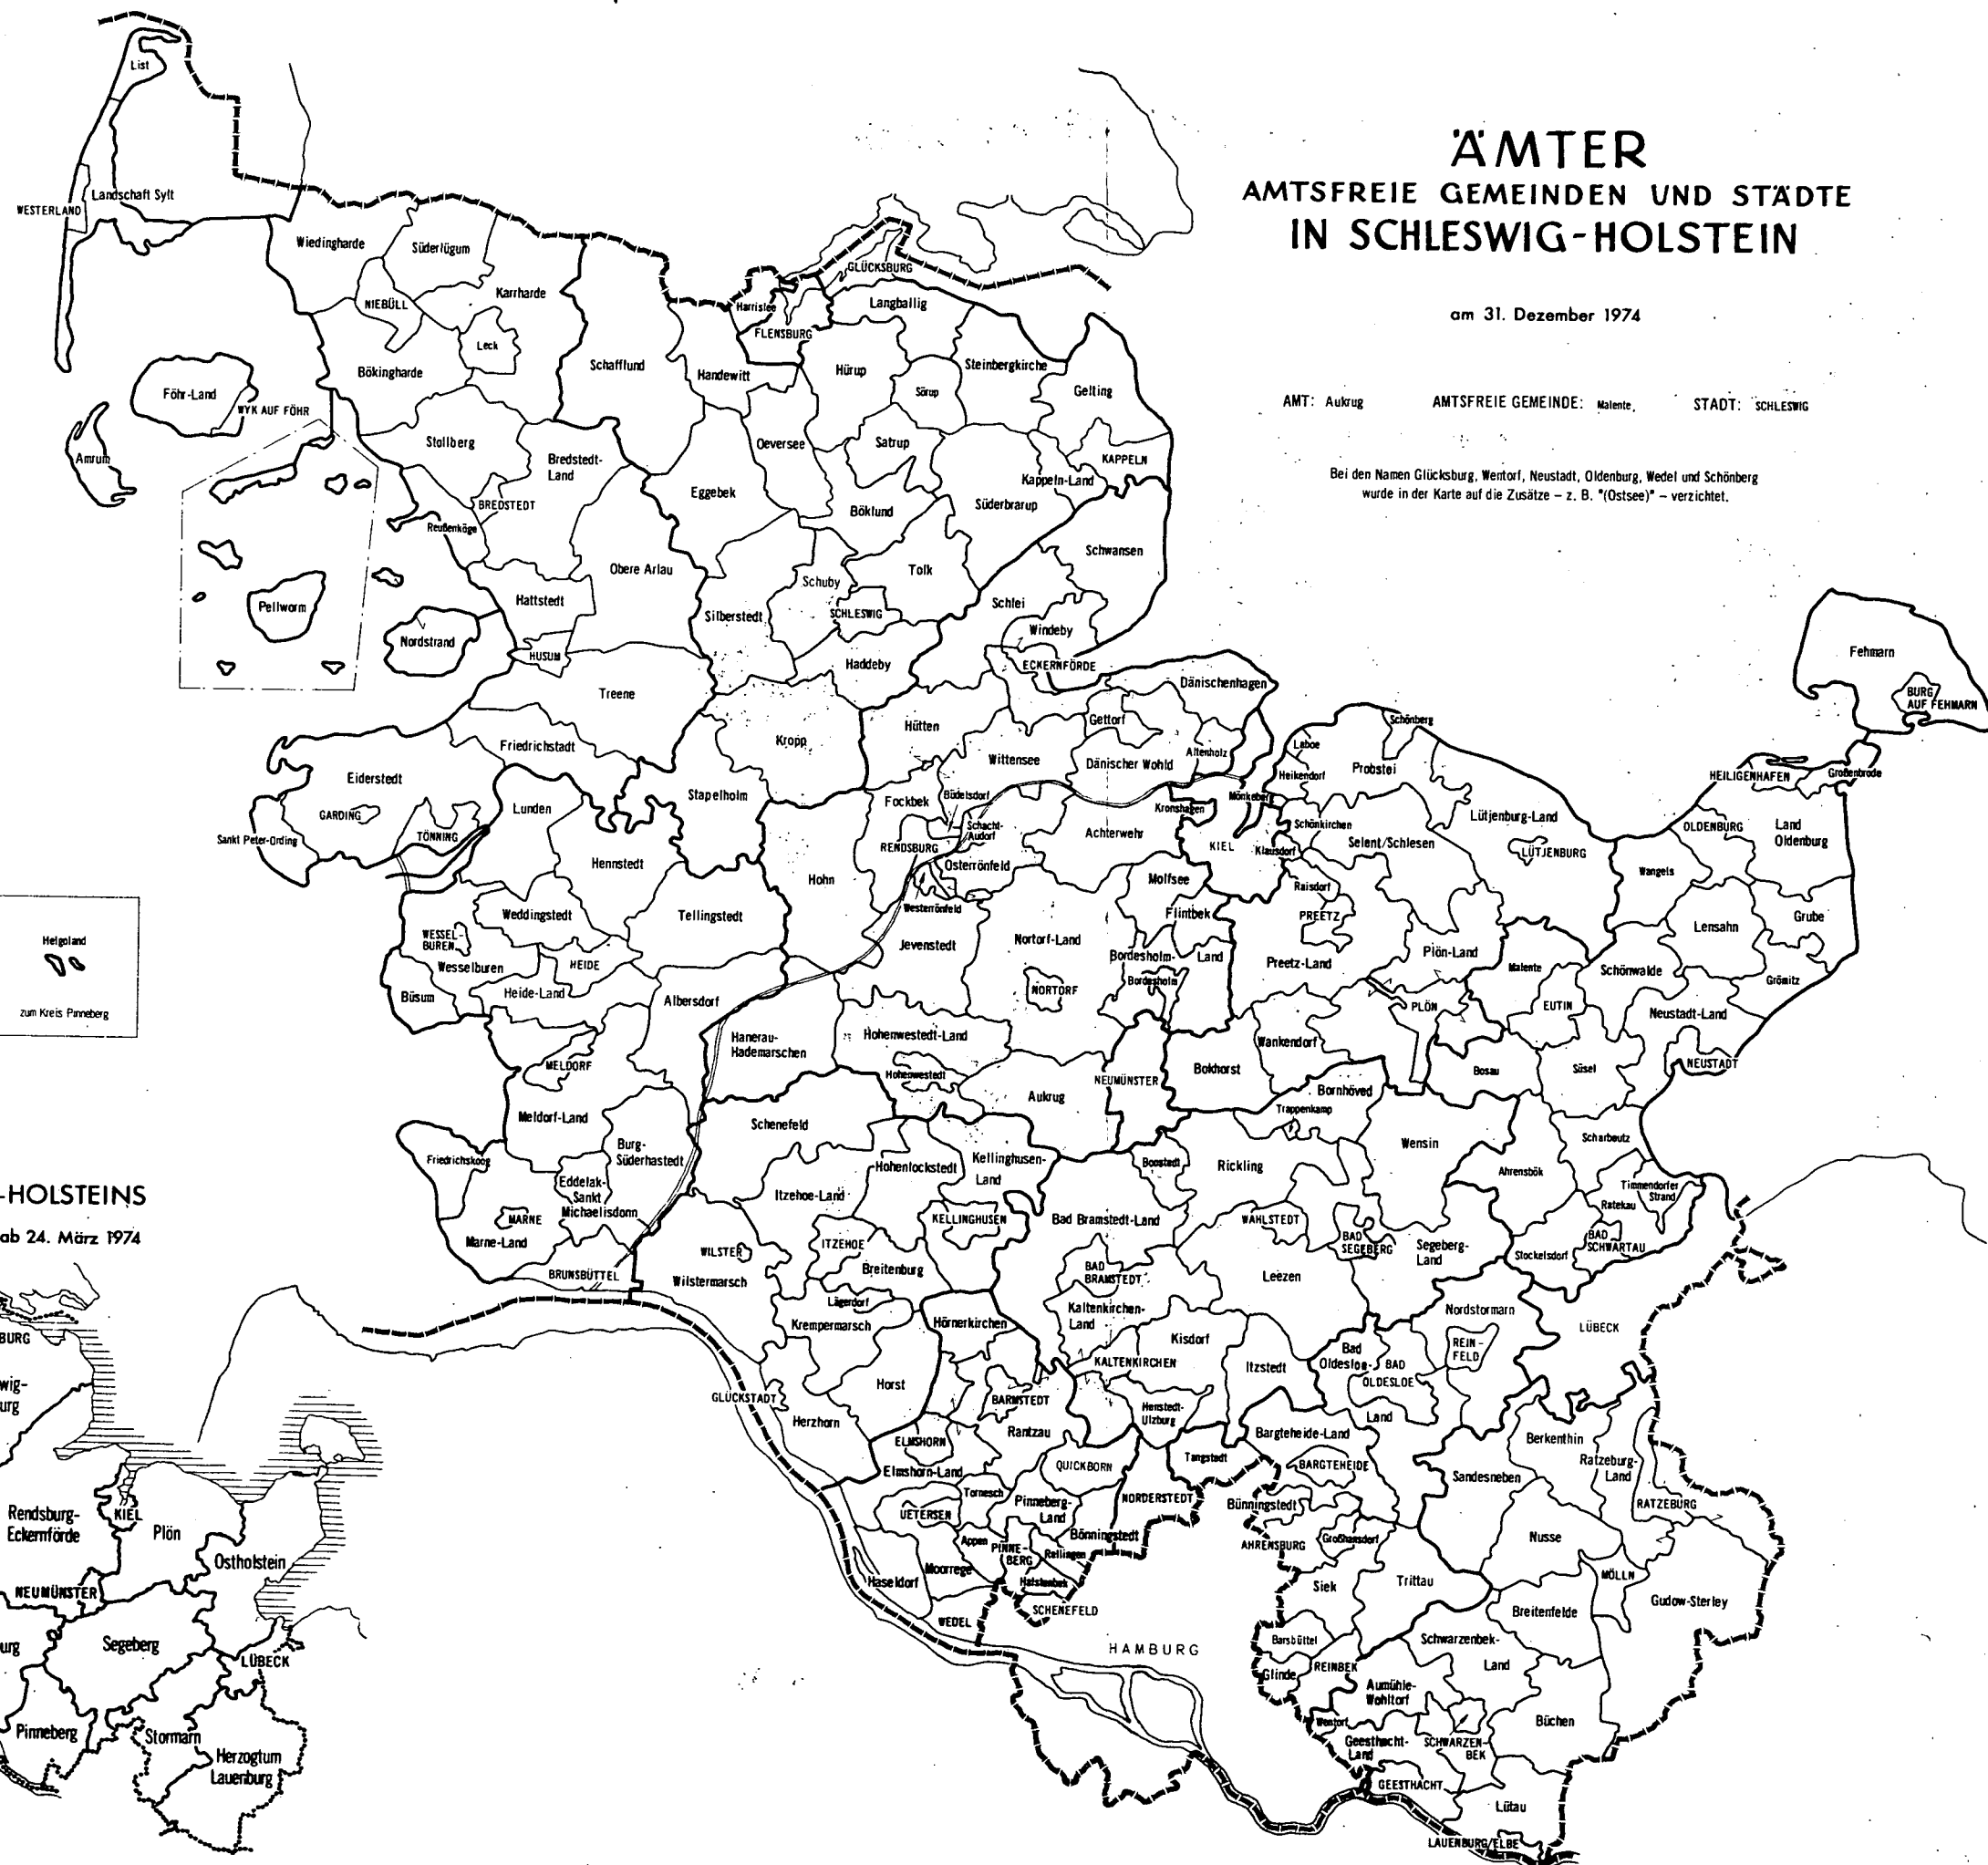 ÄMTER
AMTSFREIE GEMEINDEN UND STÄDTE
IN SCHLESWIG-HOLSTEIN
am 31. Dezember 1974
AMT: Aukrug AMTSFREIE GEMEINDE: Malente, STADT: SCHLESWIG
Bei den Namen Glücksburg, Wentorf, Neustadt, Oldenburg, Wedel und Schönberg
wurde in der Karte auf die Zusätze – z. B. "(Ostsee)" – verzichtet.
List
Landschaft Sylt
WESTERLAND
Wiedingharde
Süderlügum
Karrharde
NIEBÜLL
Leck
Bökingharde
Föhr-Land
WYK AUF FÖHR
Amrum
Stollberg
Bredstedt-
Land
BREDSTEDT
Reußenköge
Pellworm
Nordstrand
Hattstedt
HUSUM
Obere Arlau
Treene
Friedrichstadt
Eiderstedt
GARDING
TÖNNING
Sankt Peter-Ording
Schafflund
Handewitt
Harrislee
FLENSBURG
GLÜCKSBURG
Langballig
Hürup
Sörup
Steinbergkirche
Gelting
KAPPELN
Kappeln-Land
Oeversee
Satrup
Eggebek
Böklund
Süderbrarup
Schuby
Tolk
SCHLESWIG
Silberstedt
Haddeby
Kropp
Stapelholm
Schwansen
Schlei
Windeby
ECKERNFÖRDE
Dänischenhagen
Hütten
Gettorf
Altenholz
Wittensee
Dänischer Wohld
Fockbek
Büdelsdorf
Schacht-
Audorf
RENDSBURG
Osterrönfeld
Westerrönfeld
Achterwehr
Kronshagen
KIEL
Mönkeberg
Heikendorf
Laboe
Schönberg
Probstei
Schönkirchen
Klausdorf
Selent/Schlesen
Raisdorf
PREETZ
Preetz-Land
Lütjenburg-Land
LÜTJENBURG
Plön-Land
PLÖN
Wankendorf
Bokhorst
Fehmarn
BURG
AUF FEHMARN
HEILIGENHAFEN
Großenbrode
OLDENBURG
Land
Oldenburg
Wangels
Lensahn
Grube
Grömitz
Schönwalde
Neustadt-Land
NEUSTADT
Malente
EUTIN
Bosau
Süsel
Scharbeutz
Ahrensbök
Timmendorfer
Strand
Ratekau
BAD
SCHWARTAU
Stockelsdorf
LÜBECK
Lunden
Hennstedt
Weddingstedt
Tellingstedt
WESSEL-
BUREN
Wesselburen
HEIDE
Heide-Land
Büsum
Albersdorf
MELDORF
Meldorf-Land
Burg-
Süderhastedt
Eddelak-
Sankt
Michaelisdonn
Friedrichskoog
MARNE
Marne-Land
BRUNSBÜTTEL
Hohn
Jevenstedt
Nortorf-Land
NORTORF
Molfsee
Flintbek
Bordesholm-
Land
Bordesholm
Hanerau-
Hademarschen
Hohenwestedt-Land
Hohenwestedt
Aukrug
NEUMÜNSTER
Schenefeld
Itzehoe-Land
Hohenlockstedt
Kellinghusen-
Land
KELLINGHUSEN
WILSTER
Wilstermarsch
ITZEHOE
Breitenburg
Lägerdorf
Krempermarsch
Horst
GLÜCKSTADT
Herzhorn
Bornhöved
Trappenkamp
Boostedt
Rickling
Wensin
Bad Bramstedt-Land
BAD
BRAMSTEDT
WAHLSTEDT
BAD
SEGEBERG
Segeberg-
Land
Leezen
Kaltenkirchen-
Land
KALTENKIRCHEN
Kisdorf
Itzstedt
Henstedt-
Ulzburg
NORDERSTEDT
Hörnerkirchen
BARMSTEDT
Rantzau
ELMSHORN
Elmshorn-Land
QUICKBORN
Tornesch
UETERSEN
Pinneberg-
Land
Bönningstedt
Appen
PINNE-
BERG
Rellingen
Halstenbek
SCHENEFELD
Moorrege
Haseldorf
WEDEL
HAMBURG
Nordstormarn
REIN-
FELD
Bad
Oldesloe-
BAD
OLDESLOE
Land
Bargteheide-Land
BARGTEHEIDE
Tangstedt
Bünningstedt
AHRENSBURG
Großhansdorf
Siek
Trittau
Barsbüttel
Glinde
REINBEK
Berkenthin
Ratzeburg-
Land
RATZEBURG
Sandesneben
Nusse
MÖLLN
Breitenfelde
Gudow-Sterley
Schwarzenbek-
Land
Aumühle-
Wohltorf
Wentorf
Geesthacht-
Land
SCHWARZEN-
BEK
Büchen
GEESTHACHT
Lütau
LAUENBURG/ELBE
Helgoland
zum Kreis Pinneberg
-HOLSTEINS
ab 24. März 1974
BURG
wig-
urg
Rendsburg-
Eckernförde
KIEL
Plön
Ostholstein
NEUMÜNSTER
urg
Segeberg
LÜBECK
Pinneberg
Stormarn
Herzogtum
Lauenburg